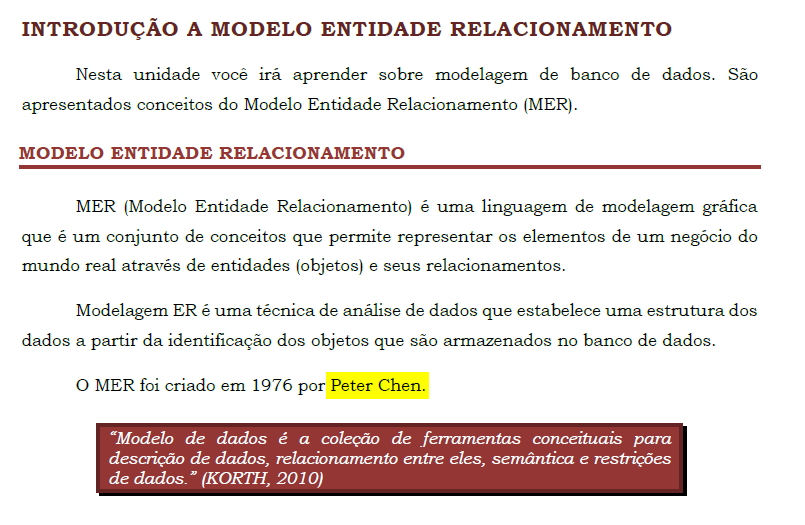 INTRODUÇÃO A MODELO ENTIDADE RELACIONAMENTO
Nesta unidade você irá aprender sobre modelagem de banco de dados. São
apresentados conceitos do Modelo Entidade Relacionamento (MER).
MODELO ENTIDADE RELACIONAMENTO
MER (Modelo Entidade Relacionamento) é uma linguagem de modelagem gráfica
que é um conjunto de conceitos que permite representar os elementos de um negócio do
mundo real através de entidades (objetos) e seus relacionamentos.
Modelagem ER é uma técnica de análise de dados que estabelece uma estrutura dos
dados a partir da identificação dos objetos que são armazenados no banco de dados.
O MER foi criado em 1976 por Peter Chen.
“Modelo de dados é a coleção de ferramentas conceituais para
descrição de dados, relacionamento entre eles, semântica e restrições
de dados.” (KORTH, 2010)